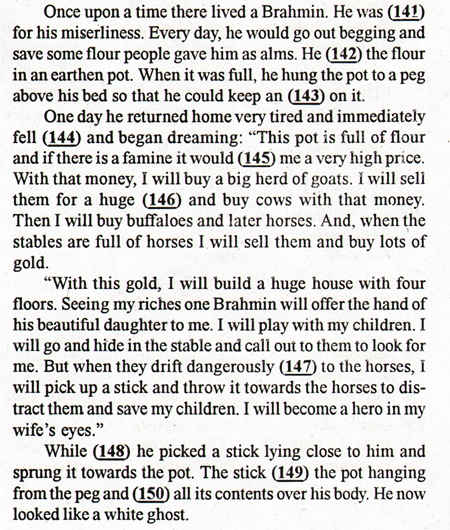 Once upon a time there lived a Brahmin. He was (141)
for his miserliness. Every day, he would go out begging and
save some flour people gave him as alms. He (142) the flour
in an earthen pot. When it was full, he hung the pot to a peg
above his bed so that he could keep an (143) on it.
One day he returned home very tired and immediately
fell (144) and began dreaming: “This pot is full of flour
and if there is a famine it would (145) me a very high price.
With that money, I will buy a big herd of goats. I will sell
them for a huge (146) and buy cows with that money.
Then I will buy buffaloes and later horses. And, when the
stables are full of horses I will sell them and buy lots of
gold.
“With this gold, I will build a huge house with four
floors. Seeing my riches one Brahmin will offer the hand of
his beautiful daughter to me. I will play with my children. I
will go and hide in the stable and call out to them to look for
me. But when they drift dangerously (147) to the horses, I
will pick up a stick and throw it towards the horses to dis-
tract them and save my children. I will become a hero in my
wife’s eyes.”
While (148) he picked a stick lying close to him and
sprung it towards the pot. The stick (149) the pot hanging
from the peg and (150) all its contents over his body. He now
looked like a white ghost.